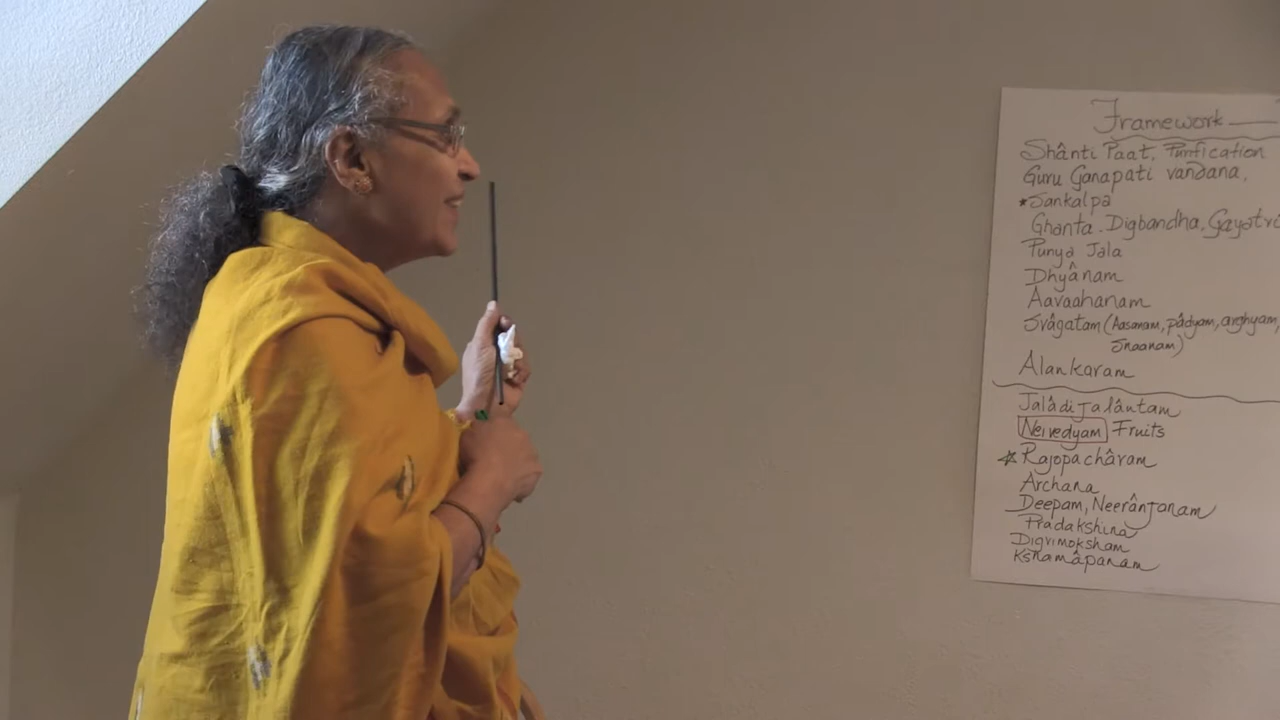 Framework
Shânti Paat, Purification
Guru Ganapati vandana,
*Sankalpa
Ghanta. Digbandha, Gayatri
Punya Jala
Dhyânam
Aavaahanam
Svâgatam (Aasanam, pâdyam, arghyam,
Snaanam)
Alankaram
Jalâdi Jalântam
Neivedyam Fruits
☆ Rajopachâram
Archana
Deepam, Neerânjanam
Pradakshina
Digvimoksham
Kshamâpanam